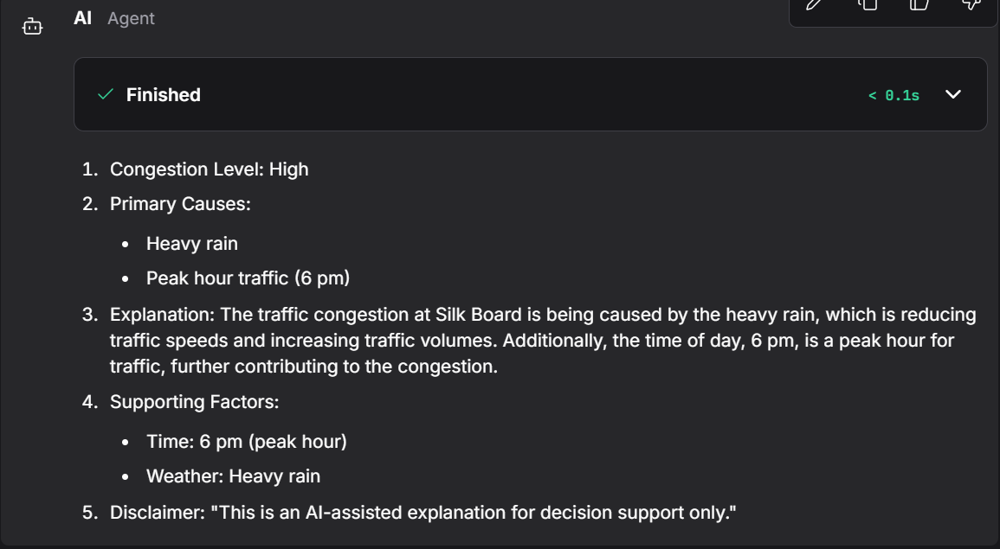 AI Agent
Finished < 0.1s
1. Congestion Level: High
2. Primary Causes:
• Heavy rain
• Peak hour traffic (6 pm)
3. Explanation: The traffic congestion at Silk Board is being caused by the heavy rain, which is reducing
traffic speeds and increasing traffic volumes. Additionally, the time of day, 6 pm, is a peak hour for
traffic, further contributing to the congestion.
4. Supporting Factors:
• Time: 6 pm (peak hour)
• Weather: Heavy rain
5. Disclaimer: "This is an AI-assisted explanation for decision support only."